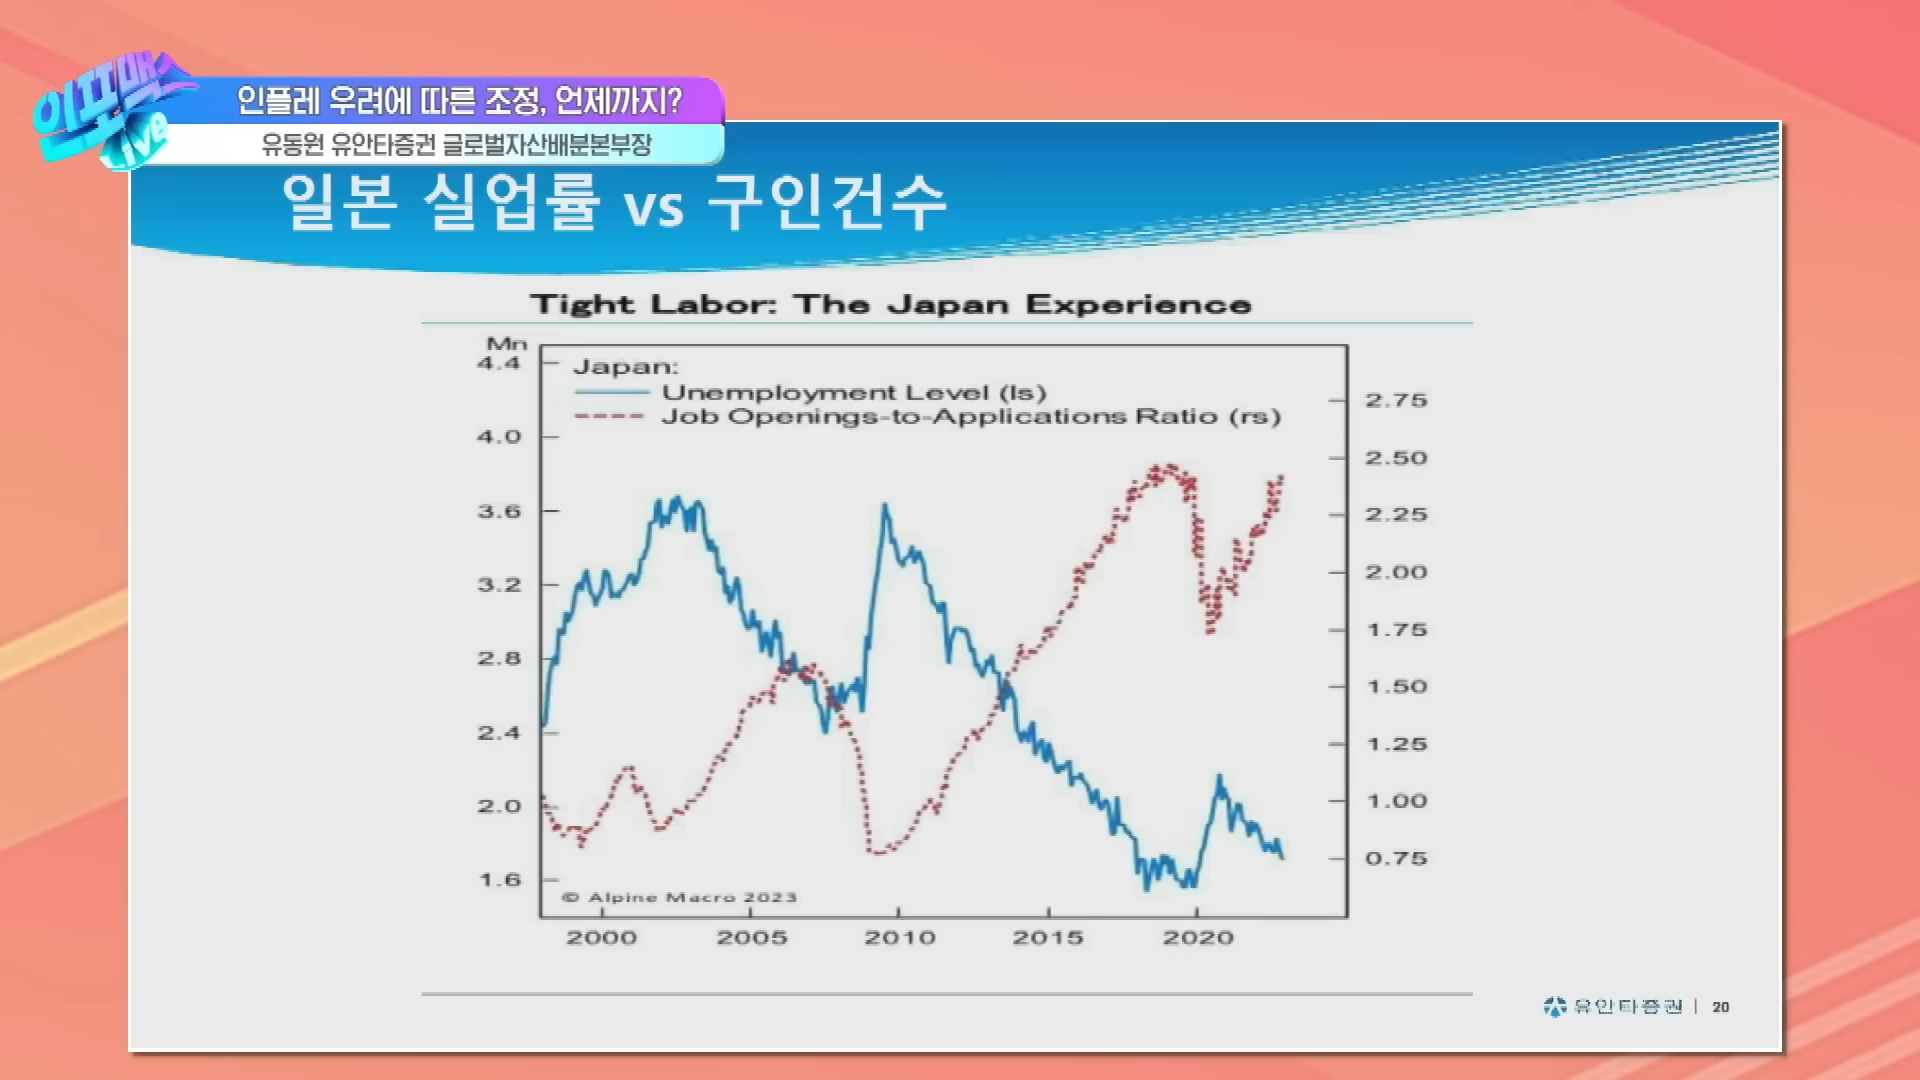 인포맥스
Live
인플레 우려에 따른 조정, 언제까지?
유동원 유안타증권 글로벌자산배분본부장
일본 실업률 vs 구인건수
Tight Labor: The Japan Experience
Mn
4.4
4.0
3.6
3.2
2.8
2.4
2.0
1.6
Japan:
Unemployment Level (ls)
Job Openings-to-Applications Ratio (rs)
2.75
2.50
2.25
2.00
1.75
1.50
1.25
1.00
0.75
© Alpine Macro 2023
2000 2005 2010 2015 2020
유안타증권 | 20